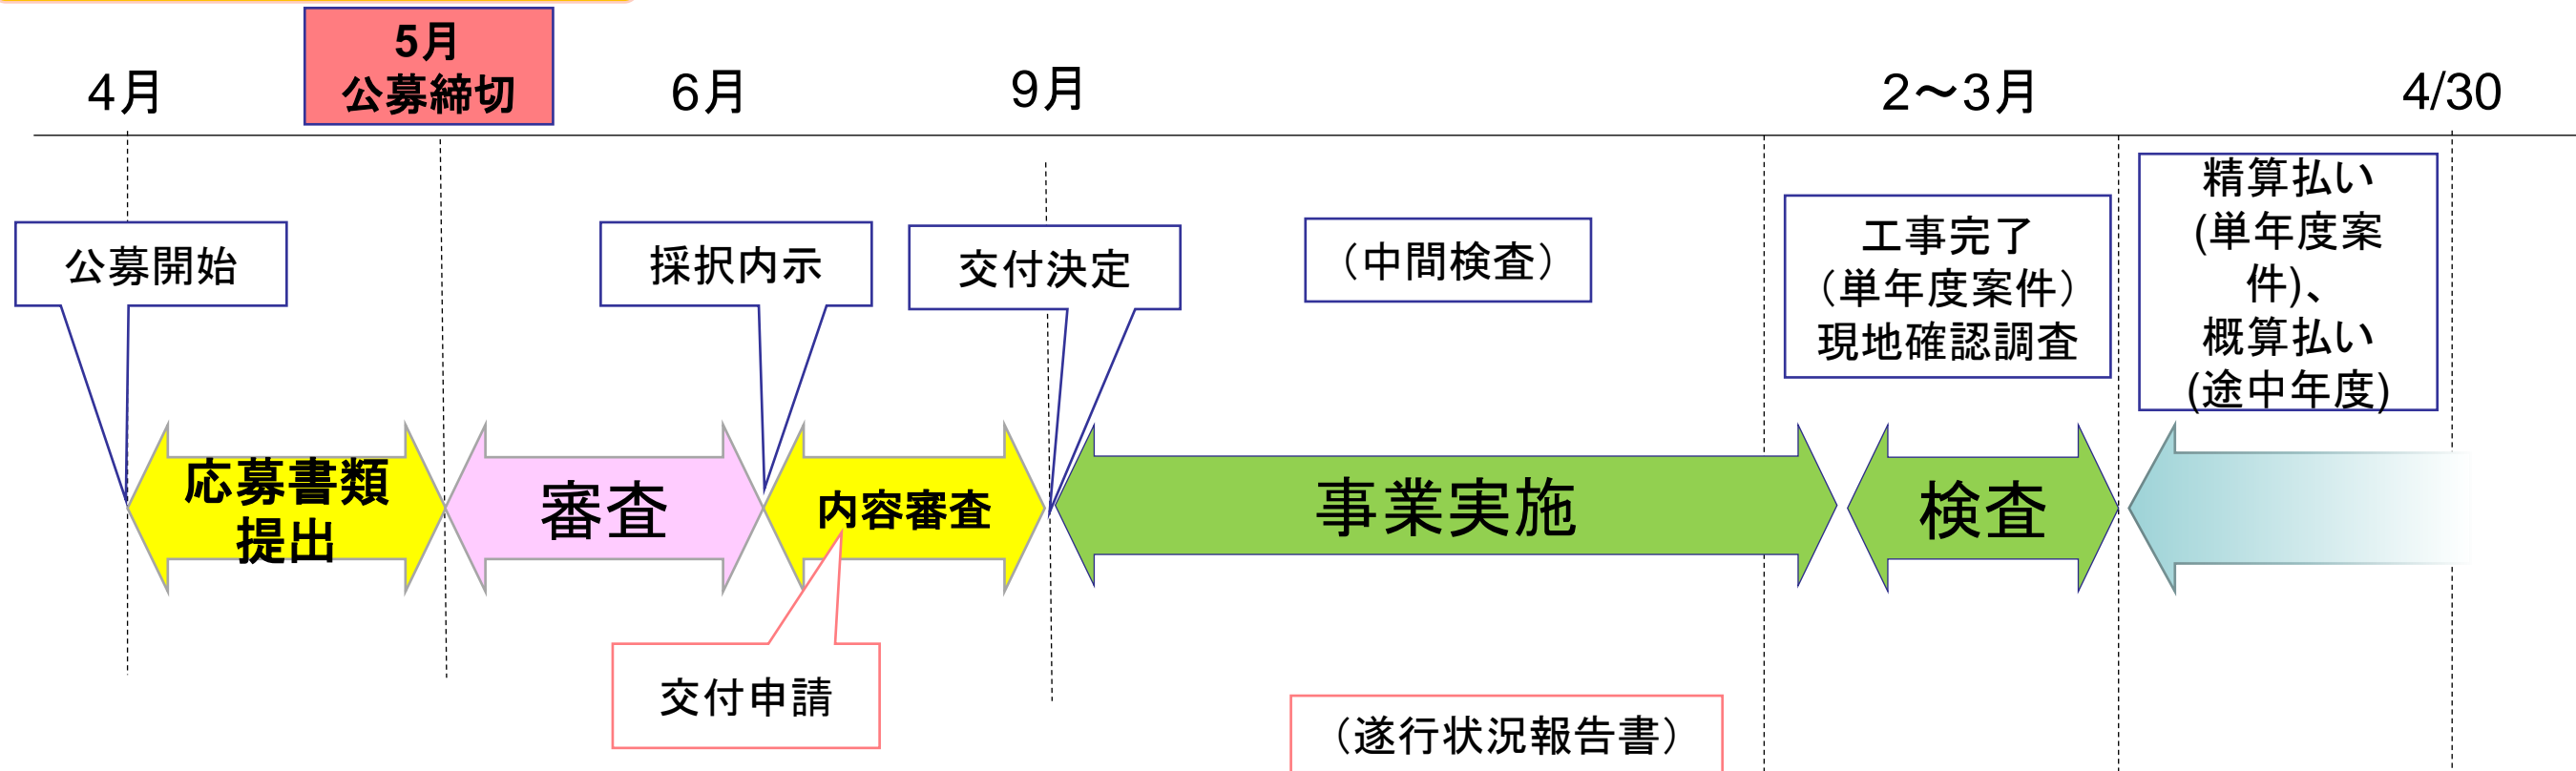 4月
5月
公募締切
6月
9月
2〜3月
4/30
公募開始
採択内示
交付決定
（中間検査）
工事完了
（単年度案件）
現地確認調査
精算払い
(単年度案
件)、
概算払い
(途中年度)
応募書類
提出
審査
内容審査
事業実施
検査
交付申請
（遂行状況報告書）